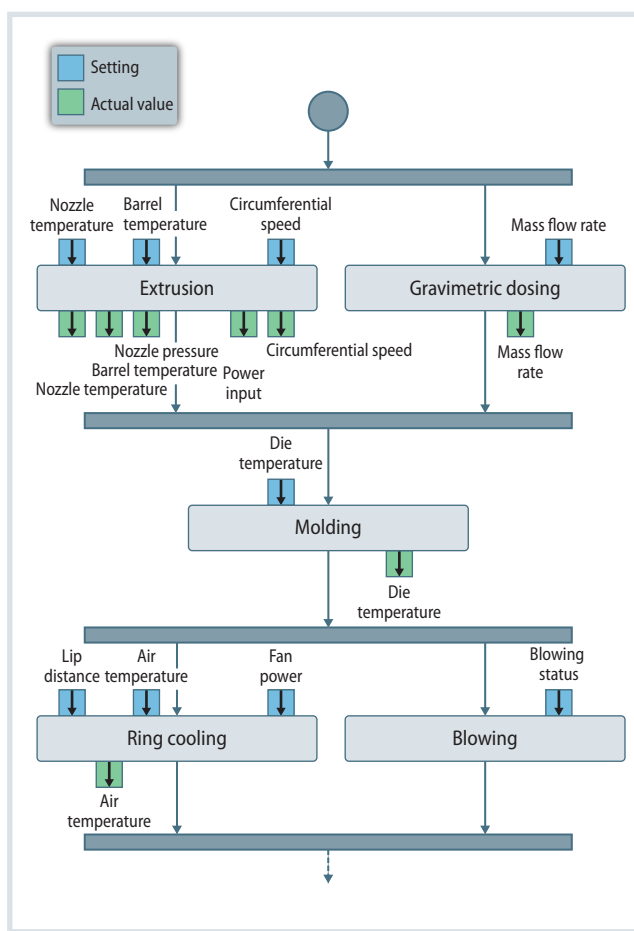 Setting
Actual value
Nozzle
temperature
Barrel
temperature
Circumferential
speed
Mass flow rate
Extrusion
Gravimetric dosing
Nozzle pressure
Barrel temperature
Nozzle temperature
Power
input
Circumferential speed
Mass flow
rate
Die
temperature
Molding
Die
temperature
Lip
distance
Air
temperature
Fan
power
Blowing
status
Ring cooling
Blowing
Air
temperature